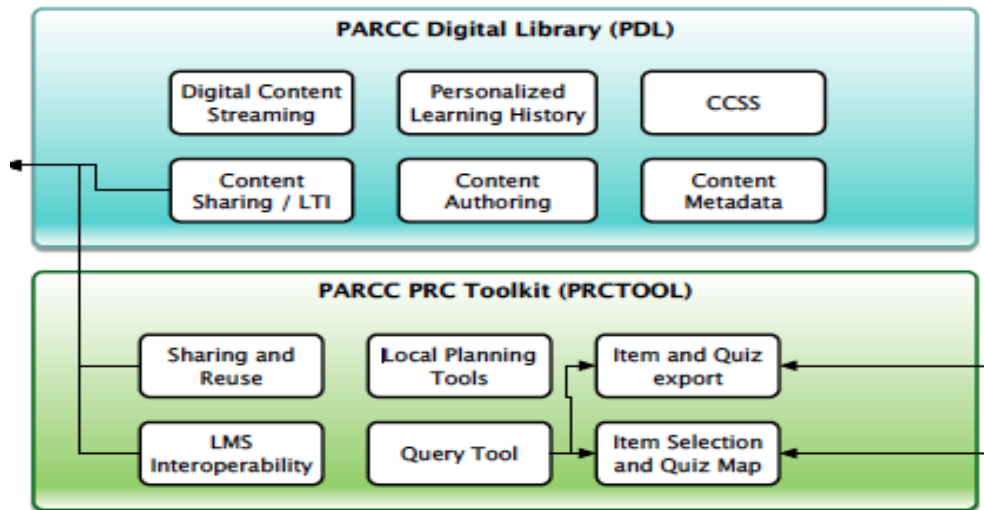 PARCC Digital Library (PDL)
Digital Content
Streaming
Personalized
Learning History
CCSS
Content
Sharing / LTI
Content
Authoring
Content
Metadata
PARCC PRC Toolkit (PRCTOOL)
Sharing and
Reuse
Local Planning
Tools
Item and Quiz
export
LMS
Interoperability
Query Tool
Item Selection
and Quiz Map